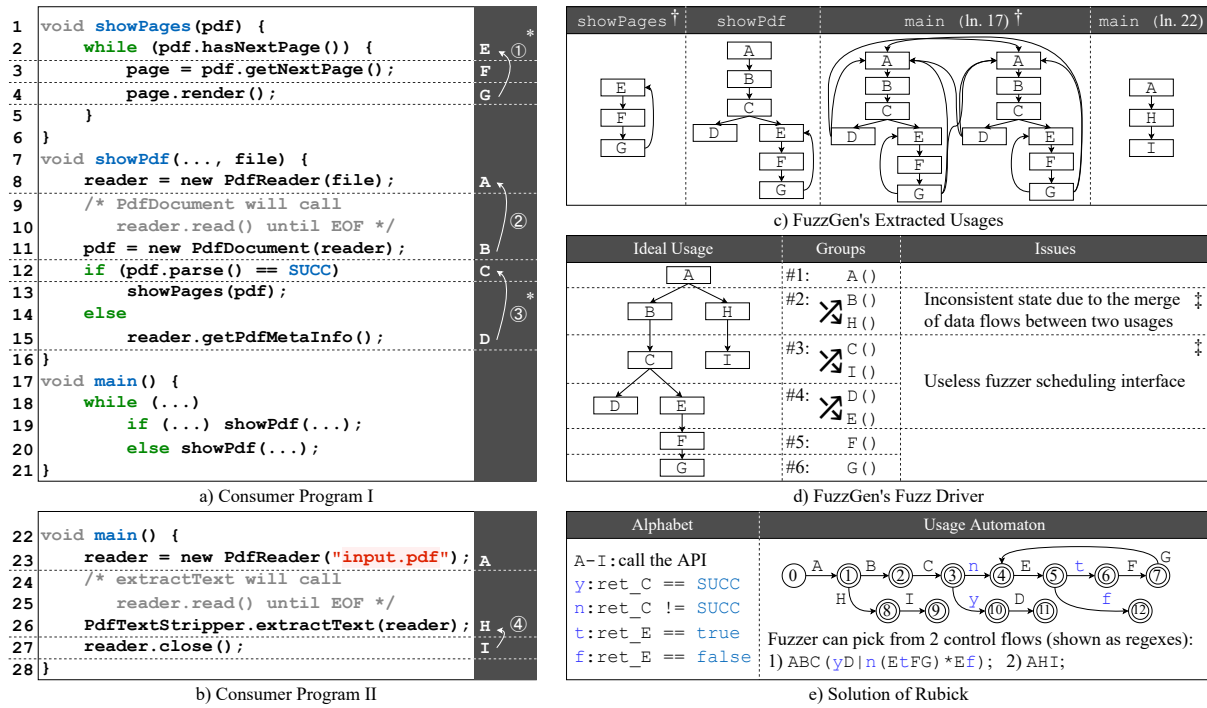 1 void showPages(pdf) {
2 while (pdf.hasNextPage()) { E ① *
3 page = pdf.getNextPage(); F
4 page.render(); G
5 }
6 }
7 void showPdf(..., file) {
8 reader = new PdfReader(file); A
9 /* PdfDocument will call
10 reader.read() until EOF */ ②
11 pdf = new PdfDocument(reader); B
12 if (pdf.parse() == SUCC) C
13 showPages(pdf); *
14 else ③
15 reader.getPdfMetaInfo(); D
16 }
17 void main() {
18 while (...)
19 if (...) showPdf(...);
20 else showPdf(...);
21 }
a) Consumer Program I
22 void main() {
23 reader = new PdfReader("input.pdf"); A
24 /* extractText will call
25 reader.read() until EOF */
26 PdfTextStripper.extractText(reader); H ④
27 reader.close(); I
28 }
b) Consumer Program II
showPages † showPdf main (ln. 17) † main (ln. 22)
E
F
G
A
B
C
D E
F
G
A A
B B
C C
D E D E
F F
G G
A
H
I
c) FuzzGen's Extracted Usages
Ideal Usage Groups Issues
A
B H
C I
D E
F
G
#1: A()
#2: B()
H()
#3: C()
I()
#4: D()
E()
#5: F()
#6: G()
Inconsistent state due to the merge ‡
of data flows between two usages
‡
Useless fuzzer scheduling interface
d) FuzzGen's Fuzz Driver
Alphabet Usage Automaton
A-I:call the API
y:ret_C == SUCC
n:ret_C != SUCC
t:ret_E == true
f:ret_E == false
G
0 A 1 B 2 C 3 n 4 E 5 t 6 F 7
H 8 I 9 y 10 D 11 f 12
Fuzzer can pick from 2 control flows (shown as regexes):
1) ABC(yD|n(EtFG)*Ef); 2) AHI;
e) Solution of Rubick